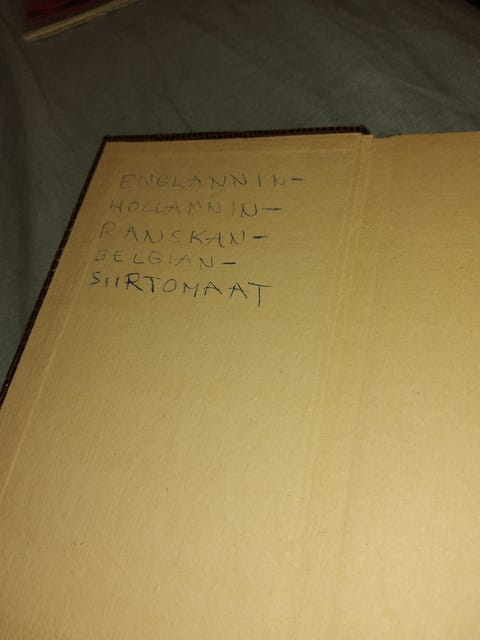 ENGLANNIN-
HOLLANNIN-
RANSKAN-
BELGIAN-
SIIRTOMAAT